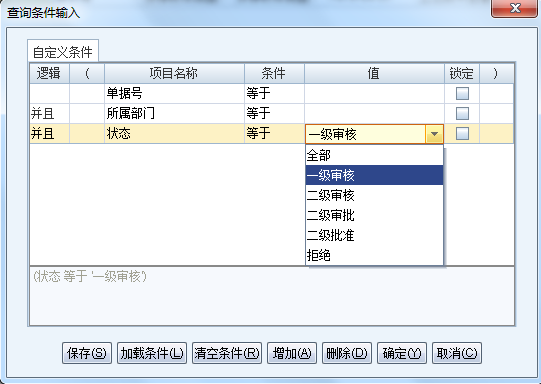 查询条件输入
自定义条件
逻辑 ( 项目名称 条件 值 锁定 )
单据号 等于
并且 所属部门 等于
并且 状态 等于 一级审核
全部
一级审核
二级审核
二级审批
二级批准
拒绝
(状态 等于 '一级审核')
保存(S) 加载条件(L) 清空条件(R) 增加(A) 删除(D) 确定(Y) 取消(C)